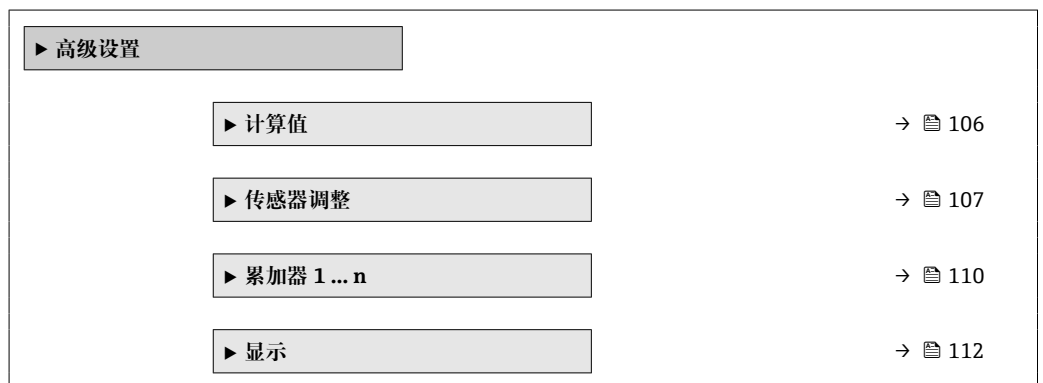 ▶ 高级设置
▶ 计算值 → 🖹 106
▶ 传感器调整 → 🖹 107
▶ 累加器 1 … n → 🖹 110
▶ 显示 → 🖹 112